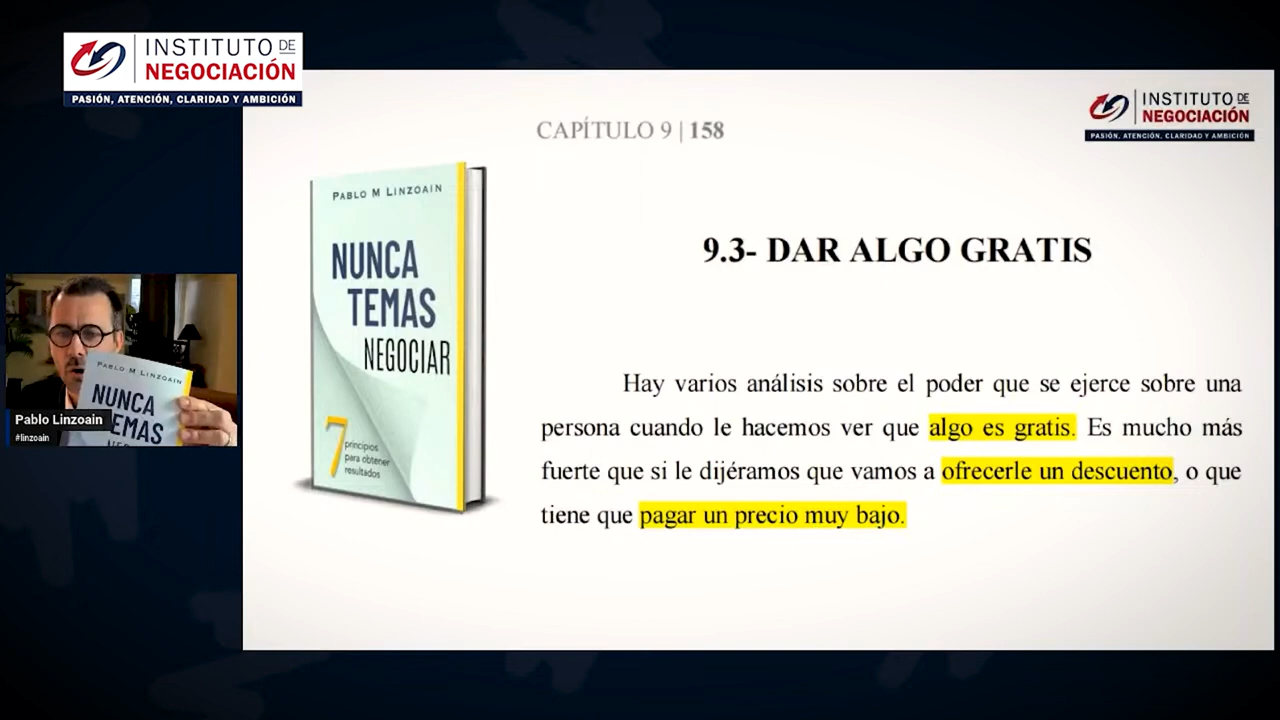 INSTITUTO DE
NEGOCIACIÓN
PASIÓN, ATENCIÓN, CLARIDAD Y AMBICIÓN
INSTITUTO DE
NEGOCIACIÓN
PASIÓN, ATENCIÓN, CLARIDAD Y AMBICIÓN
CAPÍTULO 9 | 158
PABLO M LINZOAIN
NUNCA
TEMAS
NEGOCIAR
7 principios
para obtener
resultados
9.3- DAR ALGO GRATIS
Hay varios análisis sobre el poder que se ejerce sobre una
persona cuando le hacemos ver que algo es gratis. Es mucho más
fuerte que si le dijéramos que vamos a ofrecerle un descuento, o que
tiene que pagar un precio muy bajo.
PABLO M LINZOAIN
NUNCA
TEMAS
Pablo Linzoain
#linzoain